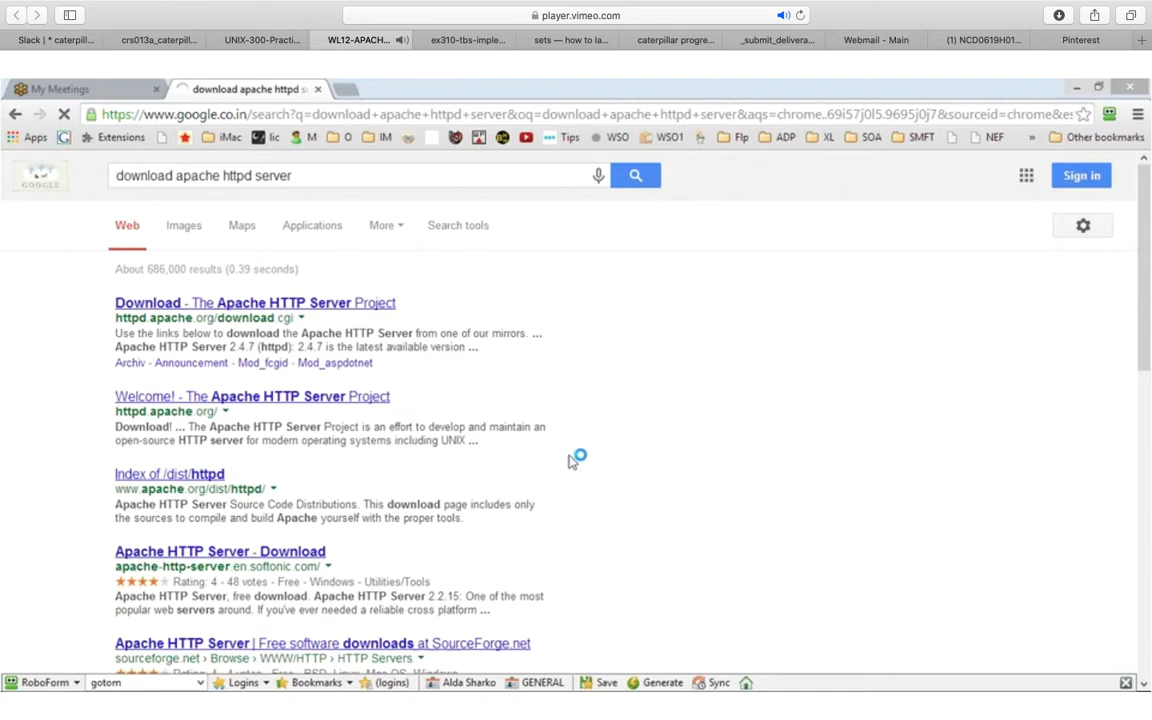 player.vimeo.com
Slack | * caterpill... crs013a_caterpill... UNIX-300-Practi... WL12-APACH... ex310-tbs-imple... sets — how to la... caterpillar progre... _submit_delivera... Webmail - Main (1) NCD0619H01... Pinterest
My Meetings download apache httpd s
https://www.google.co.in/search?q=download+apache+httpd+server&oq=download+apache+httpd+server&aqs=chrome..69i57j0l5.9695j0j7&sourceid=chrome&es
Apps Extensions iMac lic M O IM Tips WSO WSO1 Flp ADP XL SOA SMFT NEF » Other bookmarks
GOOGLE download apache httpd server Sign in
Web Images Maps Applications More Search tools
About 686,000 results (0.39 seconds)
Download - The Apache HTTP Server Project
httpd.apache.org/download.cgi
Use the links below to download the Apache HTTP Server from one of our mirrors. ...
Apache HTTP Server 2.4.7 (httpd): 2.4.7 is the latest available version ...
Archiv - Announcement - Mod_fcgid - Mod_aspdotnet
Welcome! - The Apache HTTP Server Project
httpd.apache.org/
Download! ... The Apache HTTP Server Project is an effort to develop and maintain an
open-source HTTP server for modern operating systems including UNIX ...
Index of /dist/httpd
www.apache.org/dist/httpd/
Apache HTTP Server Source Code Distributions. This download page includes only
the sources to compile and build Apache yourself with the proper tools.
Apache HTTP Server - Download
apache-http-server.en.softonic.com/
Rating: 4 - 48 votes - Free - Windows - Utilities/Tools
Apache HTTP Server, free download. Apache HTTP Server 2.2.15: One of the most
popular web servers around. If you've ever needed a reliable cross platform ...
Apache HTTP Server | Free software downloads at SourceForge.net
sourceforge.net › Browse › WWW/HTTP › HTTP Servers
RoboForm gotom Logins Bookmarks (logins) Alda Sharko GENERAL Save Generate Sync